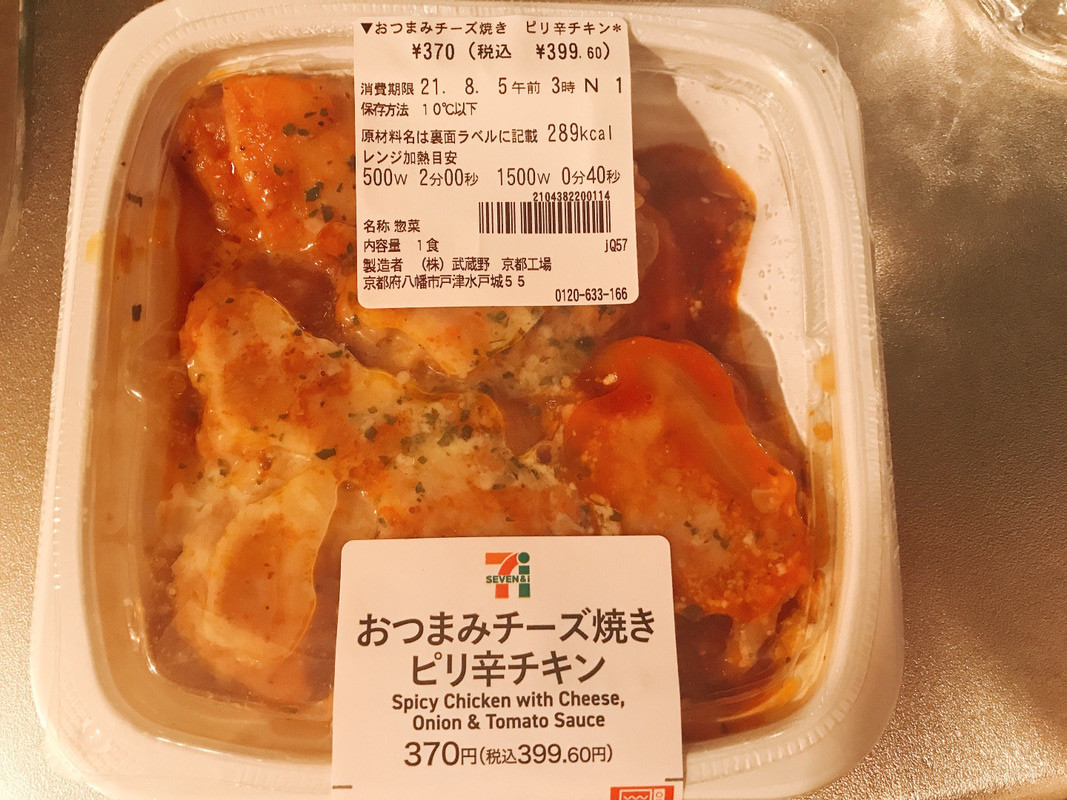 ▼おつまみチーズ焼き ピリ辛チキン*
¥370 (税込 ¥399.60)
消費期限 21. 8. 5 午前 3時 N 1
保存方法 10℃以下
原材料名は裏面ラベルに記載 289kcal
レンジ加熱目安
500W 2分00秒 1500W 0分40秒
2104382200114
名称 惣菜
内容量 1食 jQ57
製造者 (株) 武蔵野 京都工場
京都府八幡市戸津水戸城55
0120-633-166
7i
SEVEN&i
おつまみチーズ焼き
ピリ辛チキン
Spicy Chicken with Cheese,
Onion & Tomato Sauce
370円(税込399.60円)